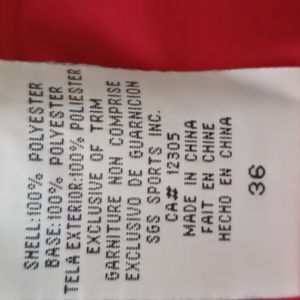 SHELL:100% POLYESTER
BASE:100% POLYESTER
TELA EXTERIOR:100% POLIESTER
EXCLUSIVE OF TRIM
GARNITURE NON COMPRISE
EXCLUSIVO DE GUARNICION
SGS SPORTS INC.
CA# 12305
MADE IN CHINA
FAIT EN CHINE
HECHO EN CHINA
36